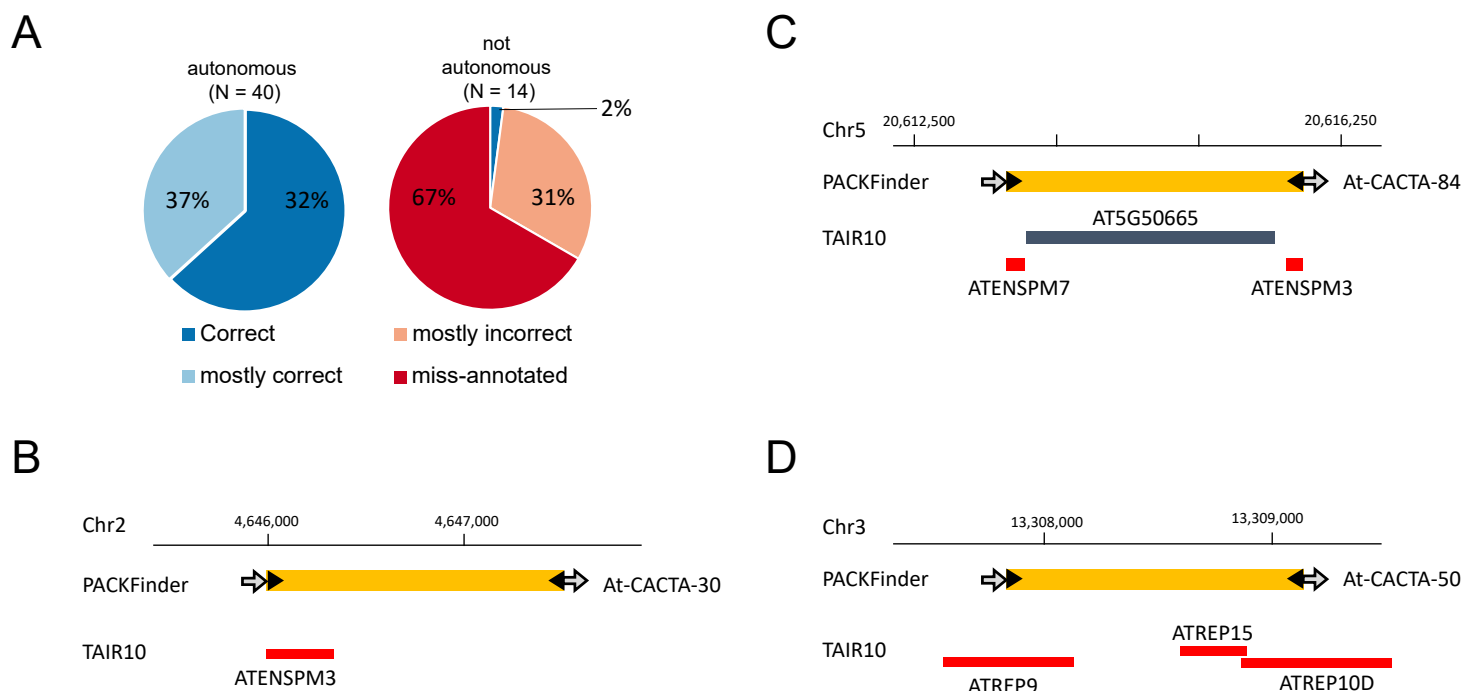 A
autonomous
(N = 40)
not
autonomous
(N = 14)
2%
37%
32%
67%
31%
Correct
mostly incorrect
mostly correct
miss-annotated
B
Chr2
4,646,000
4,647,000
PACKFinder
At-CACTA-30
TAIR10
ATENSPM3
C
Chr5
20,612,500
20,616,250
PACKFinder
At-CACTA-84
AT5G50665
TAIR10
ATENSPM7
ATENSPM3
D
Chr3
13,308,000
13,309,000
PACKFinder
At-CACTA-50
ATREP15
TAIR10
ATREP9
ATREP10D